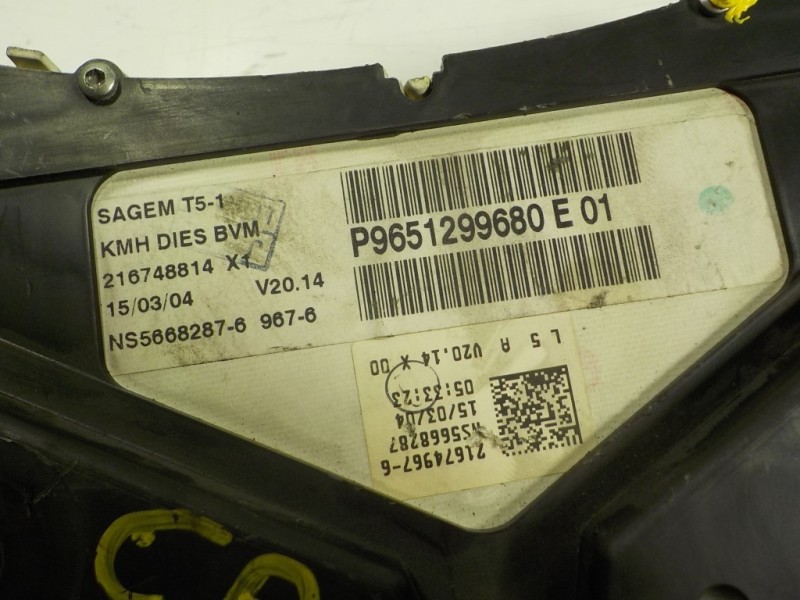 SAGEM T5-1
KMH DIES BVM
216748814 X1
15/03/04 V20.14
NS5668287-6 967-6
P9651299680 E 01
21674967-6
NS5668287
15/03/04
05:33:23
L 5 A V20.14 X 00